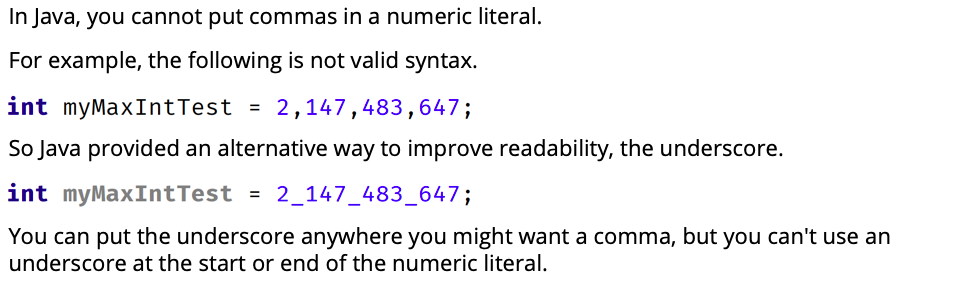 In Java, you cannot put commas in a numeric literal.
For example, the following is not valid syntax.
int myMaxIntTest = 2,147,483,647;
So Java provided an alternative way to improve readability, the underscore.
int myMaxIntTest = 2_147_483_647;
You can put the underscore anywhere you might want a comma, but you can't use an
underscore at the start or end of the numeric literal.